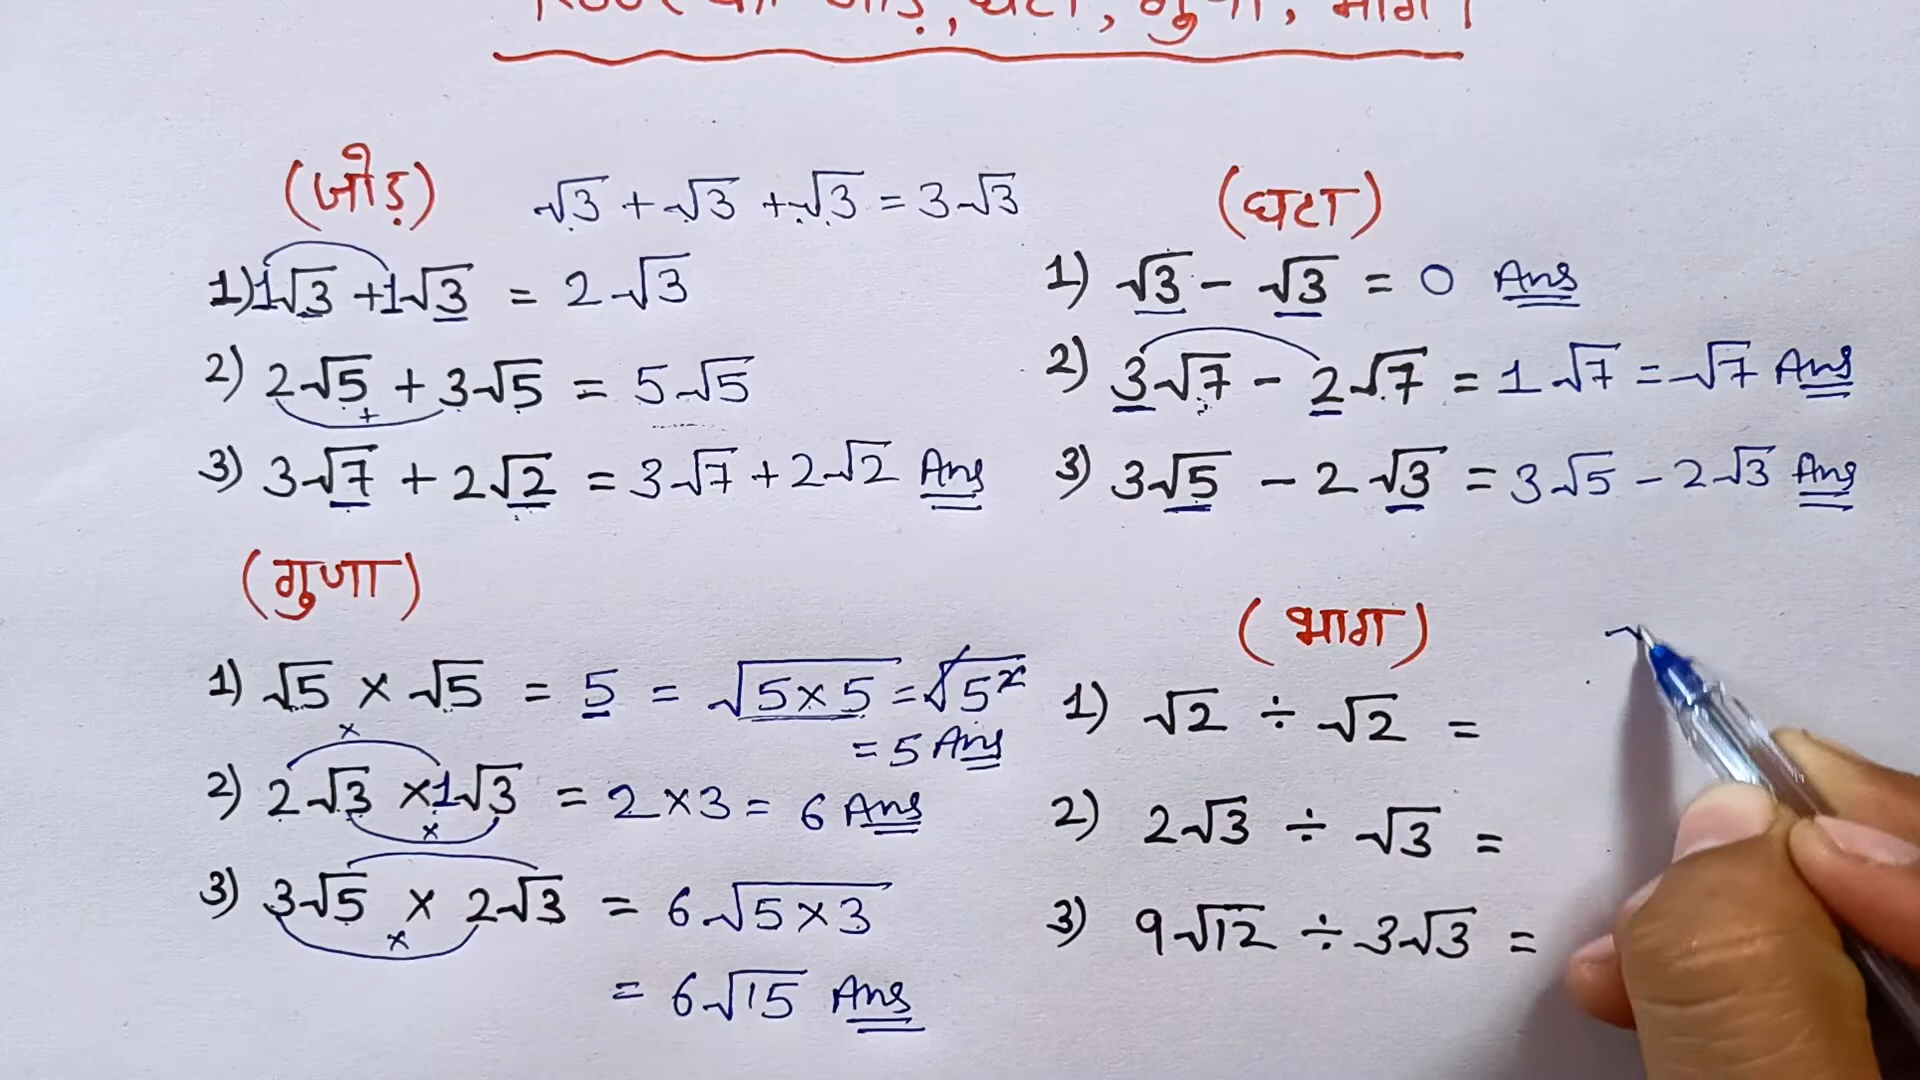 जोड़, घटा, गुणा, भाग।
(जोड़) √3 + √3 + √3 = 3√3
1) 1√3 + 1√3 = 2√3
2) 2√5 + 3√5 = 5√5
+
3) 3√7 + 2√2 = 3√7 + 2√2 Ans
(घटा)
1) √3 - √3 = 0 Ans
2) 3√7 - 2√7 = 1√7 = √7 Ans
3) 3√5 - 2√3 = 3√5 - 2√3 Ans
(गुणा)
1) √5 × √5 = 5 = √5×5 = √5²
= 5 Ans
×
2) 2√3 × 1√3 = 2×3 = 6 Ans
×
3) 3√5 × 2√3 = 6√5×3
×
= 6√15 Ans
(भाग)
1) √2 ÷ √2 =
2) 2√3 ÷ √3 =
3) 9√12 ÷ 3√3 =